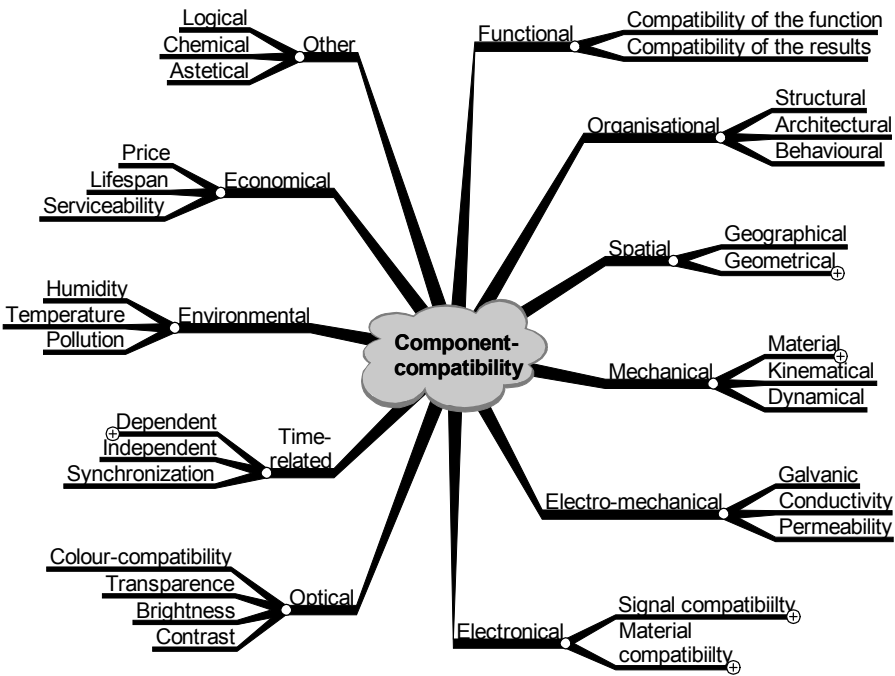 Component-
compatibility
Functional
Compatibility of the function
Compatibility of the results
Organisational
Structural
Architectural
Behavioural
Spatial
Geographical
Geometrical
Mechanical
Material
Kinematical
Dynamical
Electro-mechanical
Galvanic
Conductivity
Permeability
Electronical
Signal compatibiilty
Material
compatibiilty
Optical
Colour-compatibility
Transparence
Brightness
Contrast
Time-
related
Dependent
Independent
Synchronization
Environmental
Humidity
Temperature
Pollution
Economical
Price
Lifespan
Serviceability
Other
Logical
Chemical
Astetical